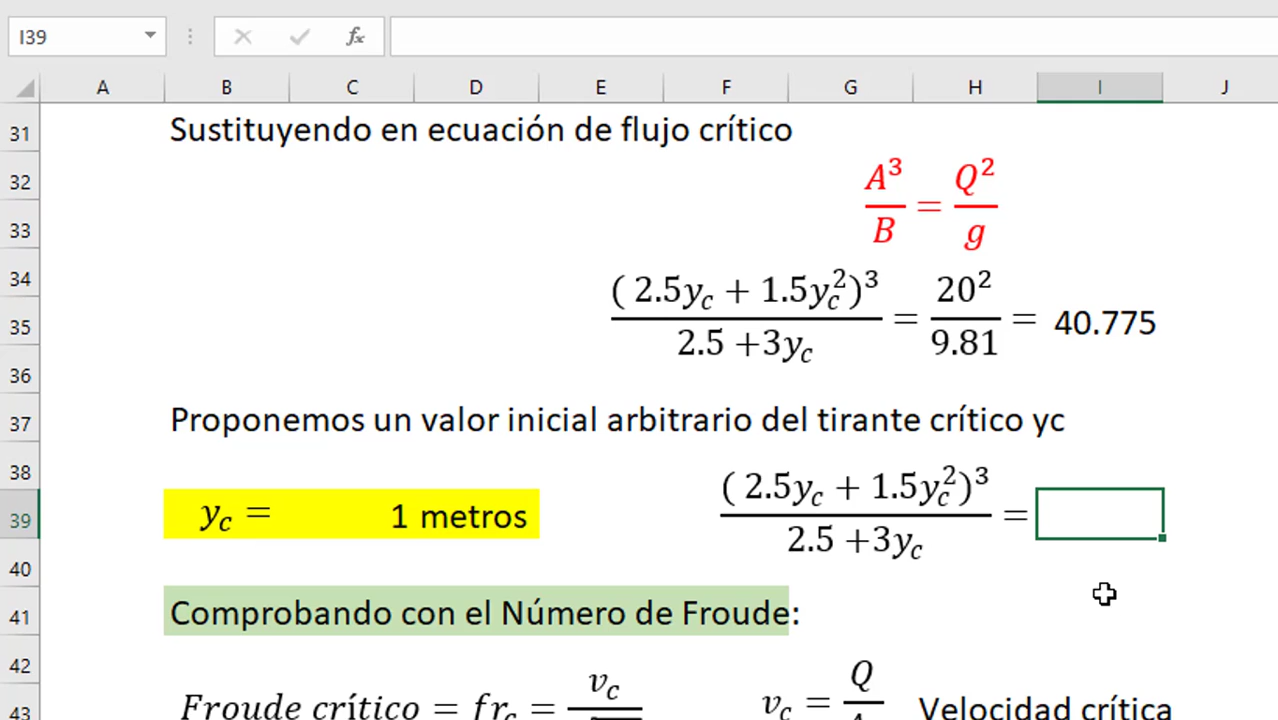 I39 fx
A B C D E F G H I J
31 Sustituyendo en ecuación de flujo crítico
32
33
A³/B = Q²/g
34
35
( 2.5y_c + 1.5y_c²)³ / 2.5 +3y_c = 20² / 9.81 = 40.775
36
37 Proponemos un valor inicial arbitrario del tirante crítico yc
38
39 y_c = 1 metros ( 2.5y_c + 1.5y_c²)³ / 2.5 +3y_c =
40
41 Comprobando con el Número de Froude:
42
43 Froude crítico = fr_c = v_c v_c = Q Velocidad crítica